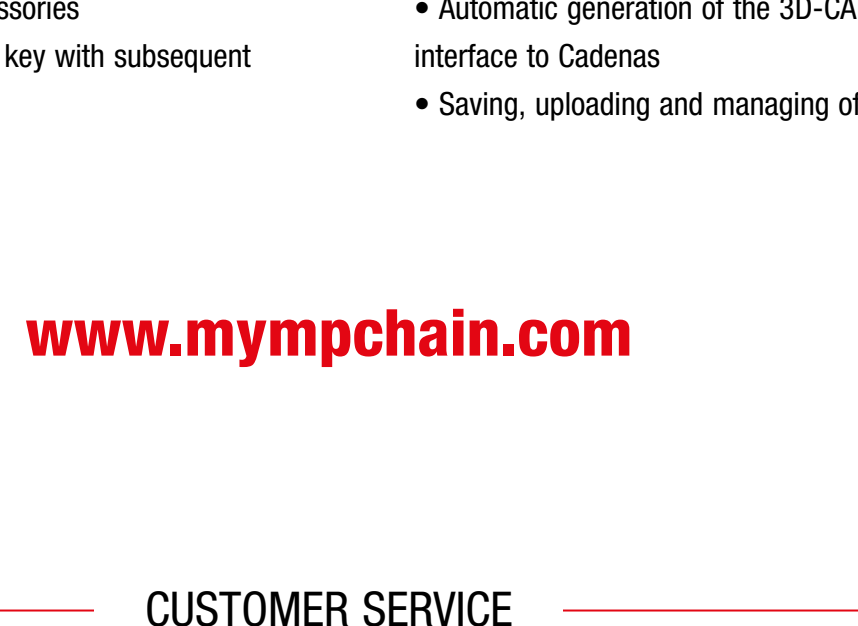 ssories
key with subsequent
• Automatic generation of the 3D-CA
interface to Cadenas
• Saving, uploading and managing of
www.mympchain.com
CUSTOMER SERVICE